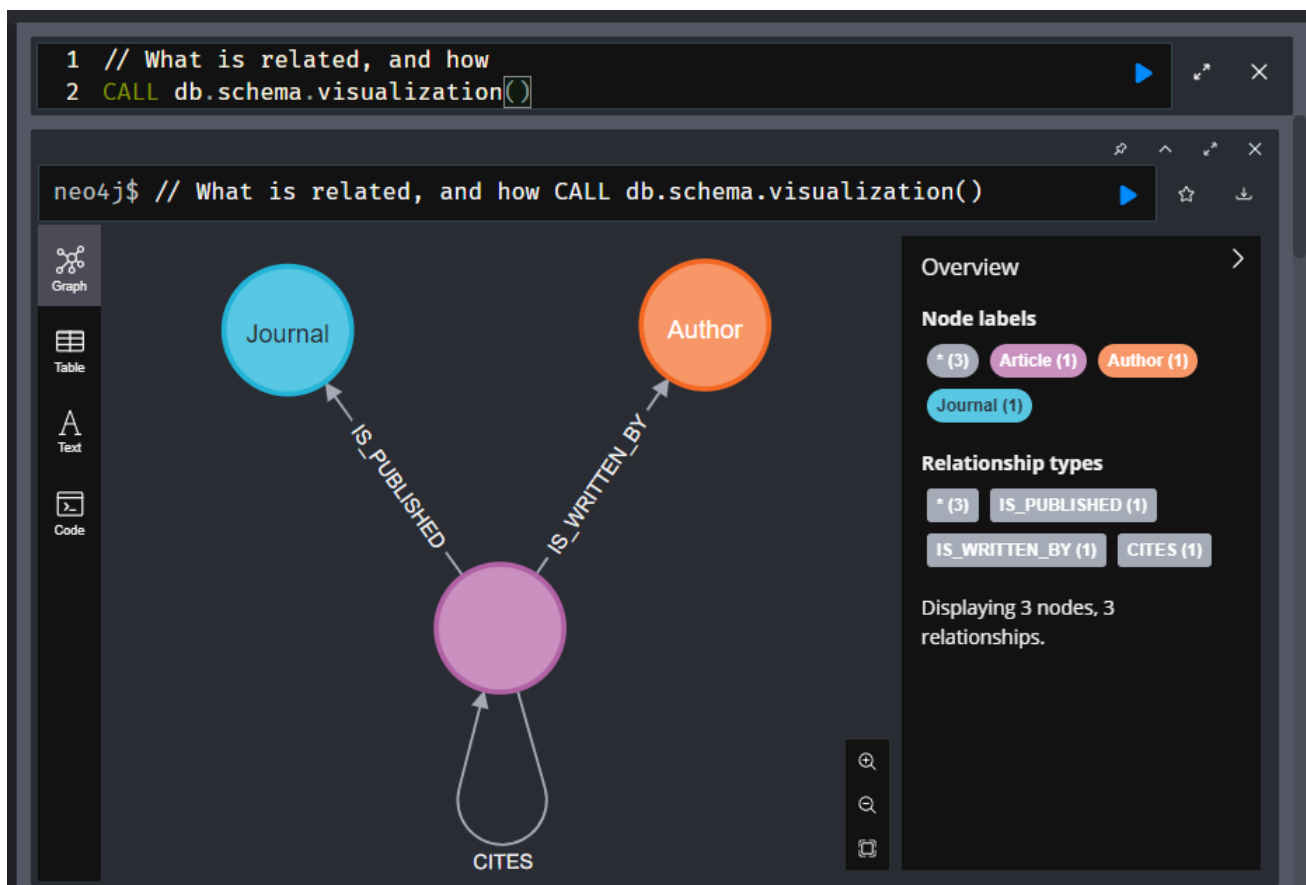 1 // What is related, and how
2 CALL db.schema.visualization()
neo4j$ // What is related, and how CALL db.schema.visualization()
Graph
Table
A
Text
Code
Journal
Author
IS_PUBLISHED
IS_WRITTEN_BY
CITES
Overview
Node labels
* (3) Article (1) Author (1)
Journal (1)
Relationship types
* (3) IS_PUBLISHED (1)
IS_WRITTEN_BY (1) CITES (1)
Displaying 3 nodes, 3
relationships.